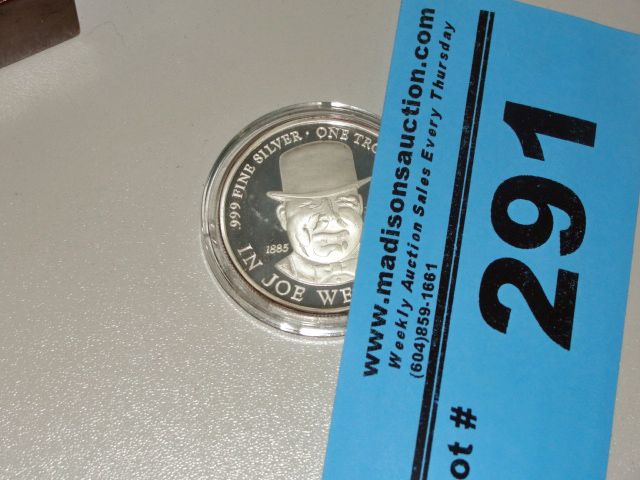 999 FINE SILVER · ONE TRO
1885
IN JOE WE
www.madisonsauction.com
Weekly Auction Sales Every Thursday
(604)859-1661
ot #
291